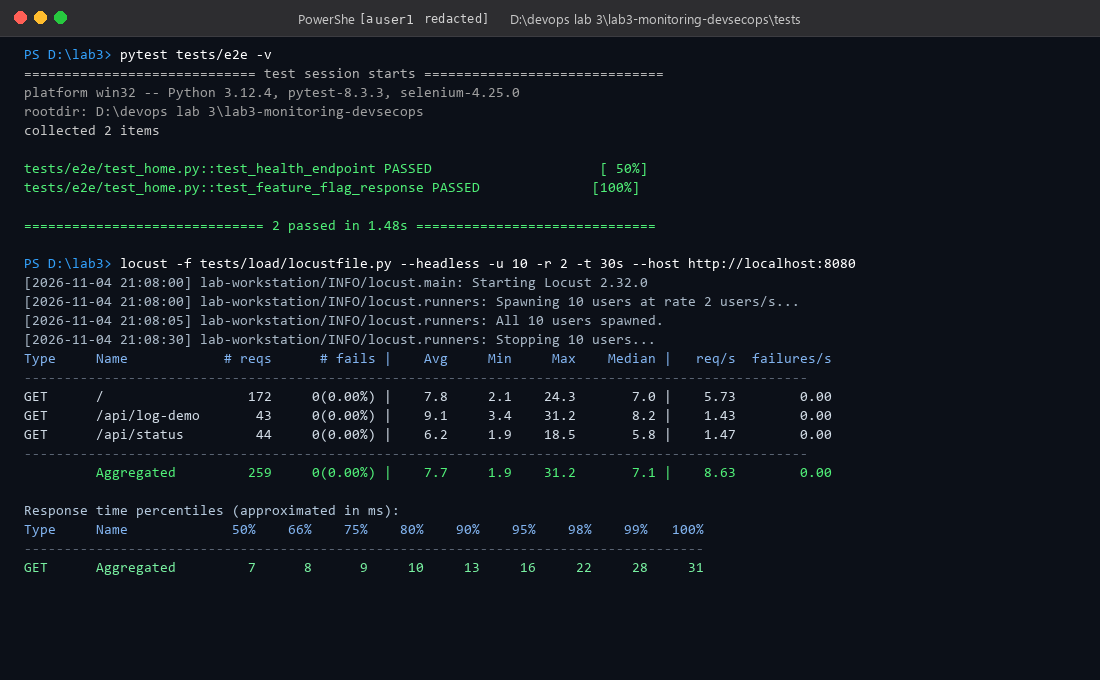 PowerShe [auser1 redacted] D:\devops lab 3\lab3-monitoring-devsecops\tests
PS D:\lab3> pytest tests/e2e -v
============================= test session starts ==============================
platform win32 -- Python 3.12.4, pytest-8.3.3, selenium-4.25.0
rootdir: D:\devops lab 3\lab3-monitoring-devsecops
collected 2 items
tests/e2e/test_home.py::test_health_endpoint PASSED                     [ 50%]
tests/e2e/test_home.py::test_feature_flag_response PASSED              [100%]
============================== 2 passed in 1.48s ==============================
PS D:\lab3> locust -f tests/load/locustfile.py --headless -u 10 -r 2 -t 30s --host http://localhost:8080
[2026-11-04 21:08:00] lab-workstation/INFO/locust.main: Starting Locust 2.32.0
[2026-11-04 21:08:00] lab-workstation/INFO/locust.runners: Spawning 10 users at rate 2 users/s...
[2026-11-04 21:08:05] lab-workstation/INFO/locust.runners: All 10 users spawned.
[2026-11-04 21:08:30] lab-workstation/INFO/locust.runners: Stopping 10 users...
Type     Name            # reqs      # fails |    Avg     Min     Max    Median |   req/s  failures/s
--------------------------------------------------------------------------------------------------
GET      /                  172     0(0.00%) |    7.8     2.1    24.3       7.0 |    5.73        0.00
GET      /api/log-demo       43     0(0.00%) |    9.1     3.4    31.2       8.2 |    1.43        0.00
GET      /api/status         44     0(0.00%) |    6.2     1.9    18.5       5.8 |    1.47        0.00
--------------------------------------------------------------------------------------------------
         Aggregated         259     0(0.00%) |    7.7     1.9    31.2       7.1 |    8.63        0.00
Response time percentiles (approximated in ms):
Type     Name             50%    66%    75%    80%    90%    95%    98%    99%   100%
-------------------------------------------------------------------------------------
GET      Aggregated         7      8      9     10     13     16     22     28     31